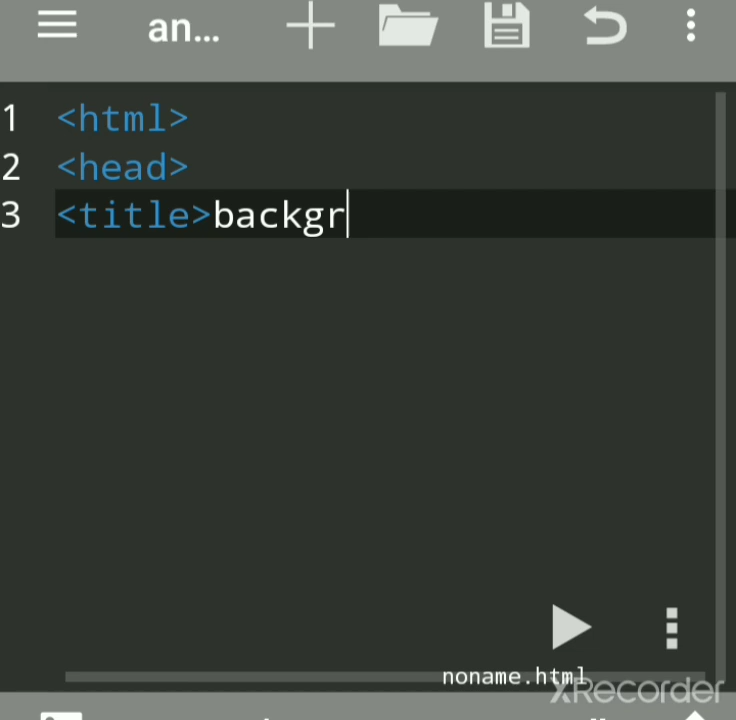 an...
1 <html>
2 <head>
3 <title>backgr
noname.html
XRecorder